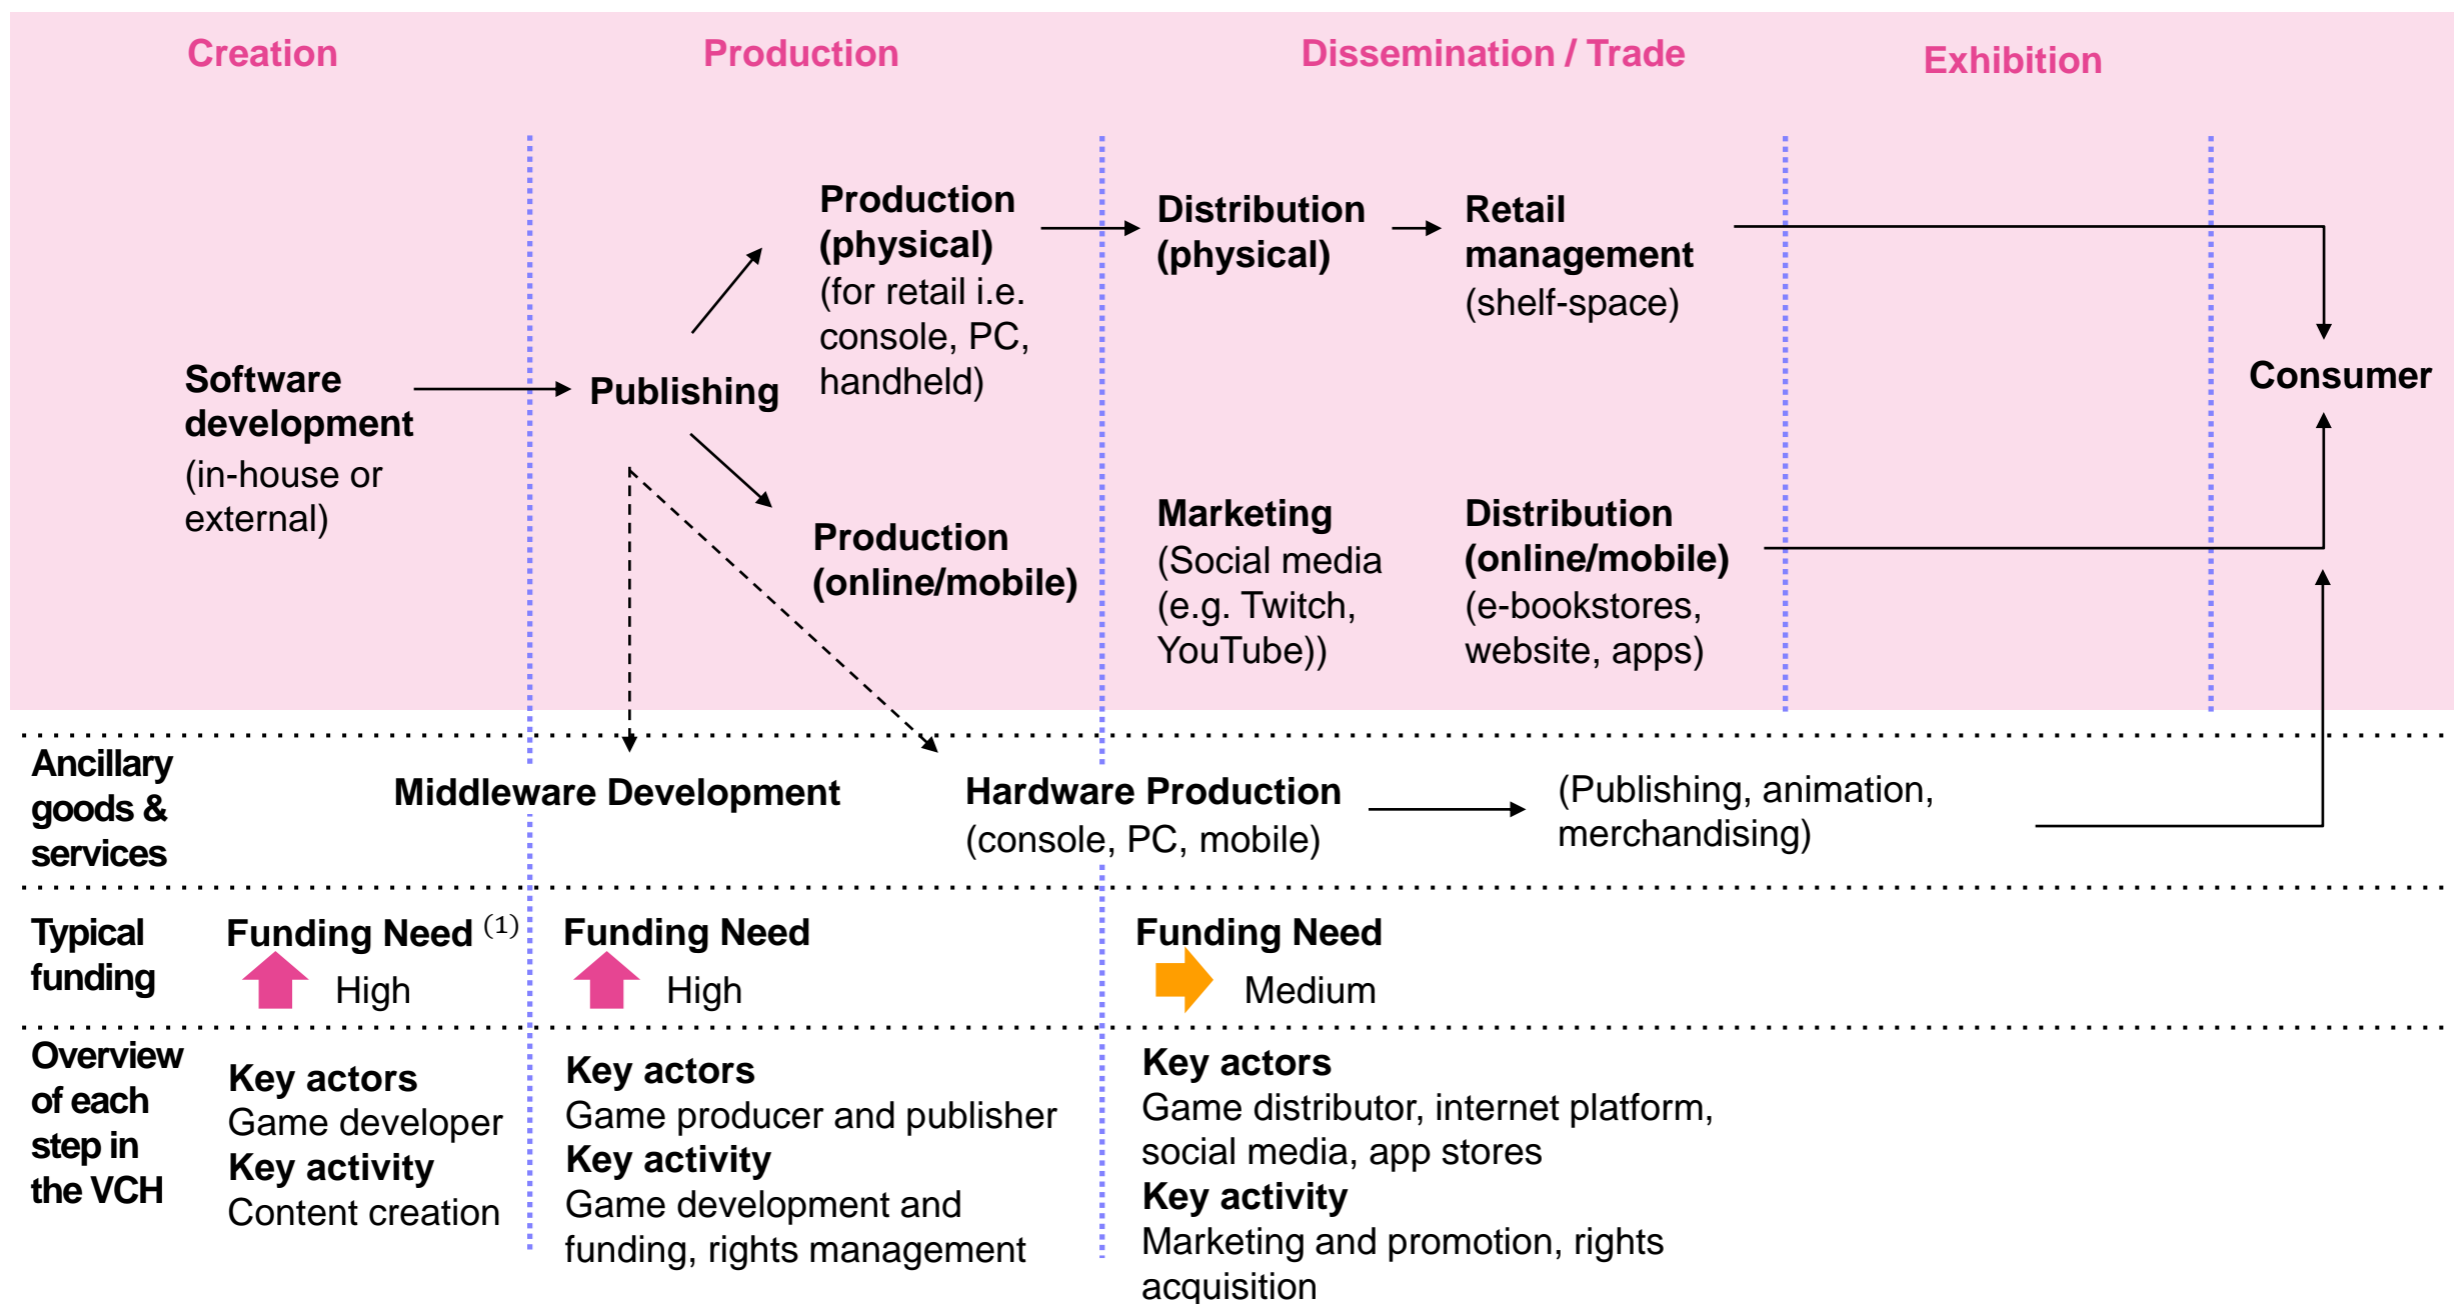 Creation
Production
Dissemination / Trade
Exhibition
Software
development
(in-house or
external)
Publishing
Production
(physical)
(for retail i.e.
console, PC,
handheld)
Production
(online/mobile)
Distribution
(physical)
Retail
management
(shelf-space)
Marketing
(Social media
(e.g. Twitch,
YouTube))
Distribution
(online/mobile)
(e-bookstores,
website, apps)
Consumer
Ancillary
goods &
services
Middleware Development
Hardware Production
(console, PC, mobile)
(Publishing, animation,
merchandising)
Typical
funding
Funding Need (1)
High
Funding Need
High
Funding Need
Medium
Overview
of each
step in
the VCH
Key actors
Game developer
Key activity
Content creation
Key actors
Game producer and publisher
Key activity
Game development and
funding, rights management
Key actors
Game distributor, internet platform,
social media, app stores
Key activity
Marketing and promotion, rights
acquisition